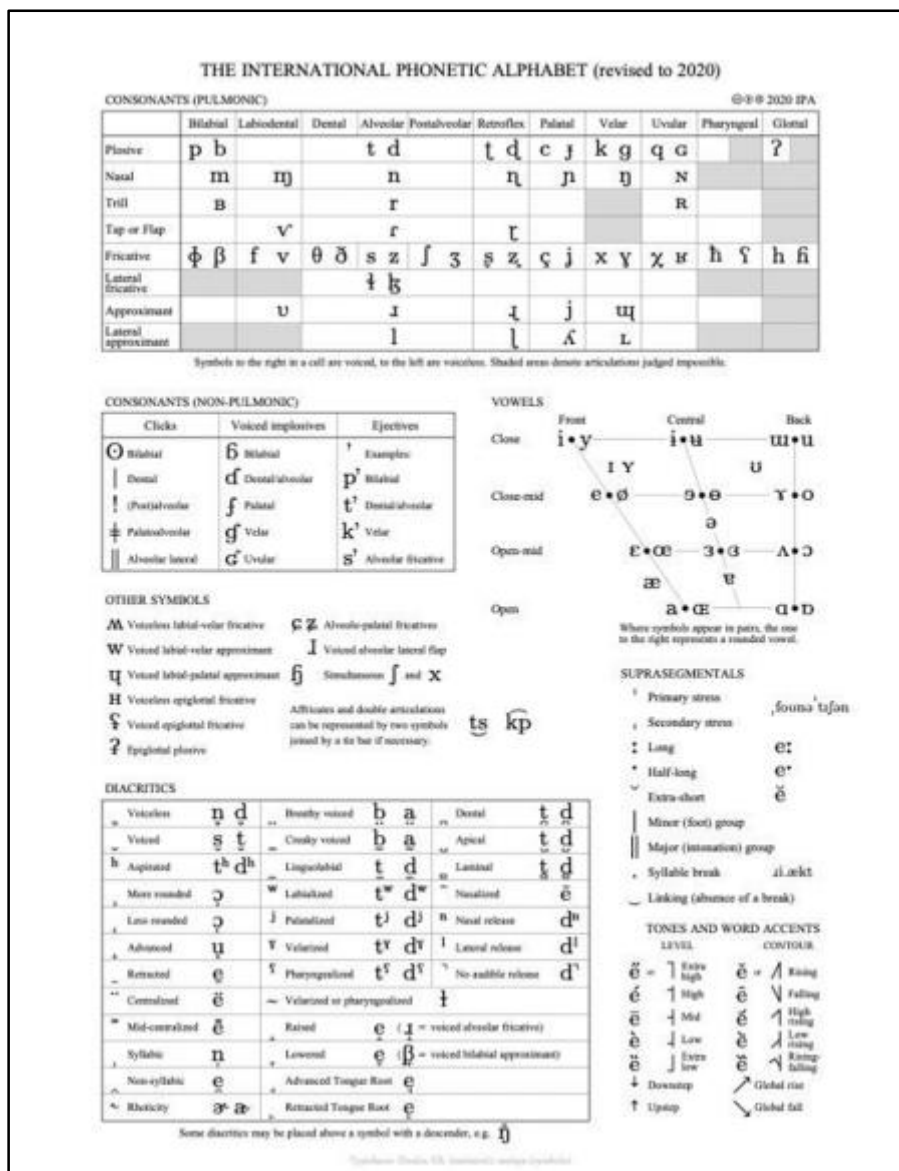 THE INTERNATIONAL PHONETIC ALPHABET (revised to 2020)
CONSONANTS (PULMONIC) 2020 IPA
Bilabial Labiodental Dental Alveolar Postalveolar Retroflex Palatal Velar Uvular Pharyngeal Glottal
Plosive p b t d ʈ ɖ c ɟ k ɡ q ɢ ʔ
Nasal m ɱ n ɳ ɲ ŋ ɴ
Trill ʙ r ʀ
Tap or Flap ⱱ ɾ ɽ
Fricative ɸ β f v θ ð s z ʃ ʒ ʂ ʐ ç ʝ x ɣ χ ʁ ħ ʕ h ɦ
Lateral fricative ɬ ɮ
Approximant ʋ ɹ ɻ j ɰ
Lateral approximant l ɭ ʎ ʟ
Symbols to the right in a cell are voiced, to the left are voiceless. Shaded areas denote articulations judged impossible.
CONSONANTS (NON-PULMONIC)
Clicks Voiced implosives Ejectives
ʘ Bilabial ɓ Bilabial ʼ Examples:
ǀ Dental ɗ Dental/alveolar pʼ Bilabial
ǃ (Post)alveolar ʄ Palatal tʼ Dental/alveolar
ǂ Palatoalveolar ɠ Velar kʼ Velar
ǁ Alveolar lateral ʛ Uvular sʼ Alveolar fricative
VOWELS
Front Central Back
Close i • y ɨ • ʉ ɯ • u
ɪ ʏ ʊ
Close-mid e • ø ɘ • ɵ ɤ • o
ə
Open-mid ɛ • œ ɜ • ɞ ʌ • ɔ
æ ɐ
Open a • ɶ ɑ • ɒ
Where symbols appear in pairs, the one
to the right represents a rounded vowel.
OTHER SYMBOLS
ʍ Voiceless labial-velar fricative ɕ ʑ Alveolo-palatal fricatives
w Voiced labial-velar approximant ɺ Voiced alveolar lateral flap
ɥ Voiced labial-palatal approximant ɧ Simultaneous ʃ and x
ʜ Voiceless epiglottal fricative
ʢ Voiced epiglottal fricative
ʡ Epiglottal plosive
Affricates and double articulations
can be represented by two symbols
joined by a tie bar if necessary.
t͜s k͡p
SUPRASEGMENTALS
ˈ Primary stress ˌfoʊnəˈtɪʃən
ˌ Secondary stress
ː Long eː
ˑ Half-long eˑ
˘ Extra-short ĕ
| Minor (foot) group
‖ Major (intonation) group
. Syllable break ɹi.ækt
‿ Linking (absence of a break)
DIACRITICS
̥ Voiceless n̥ d̥ ̤ Breathy voiced b̤ a̤ ̪ Dental t̪ d̪
̬ Voiced s̬ t̬ ̰ Creaky voiced b̰ a̰ ̺ Apical t̺ d̺
ʰ Aspirated tʰ dʰ ̼ Linguolabial t̼ d̼ ̻ Laminal t̻ d̻
̹ More rounded ɔ̹ ʷ Labialized tʷ dʷ ̃ Nasalized ẽ
̜ Less rounded ɔ̜ ʲ Palatalized tʲ dʲ ⁿ Nasal release dⁿ
̟ Advanced u̟ ˠ Velarized tˠ dˠ ˡ Lateral release dˡ
̠ Retracted e̠ ˤ Pharyngealized tˤ dˤ ̚ No audible release d̚
̈ Centralized ë ̴ Velarized or pharyngealized ɫ
̽ Mid-centralized e̽ ̝ Raised e̝ (ɹ̝ = voiced alveolar fricative)
̩ Syllabic n̩ ̞ Lowered e̞ (β̞ = voiced bilabial approximant)
̯ Non-syllabic e̯ ̘ Advanced Tongue Root e̘
˞ Rhoticity ɚ a˞ ̙ Retracted Tongue Root e̙
Some diacritics may be placed above a symbol with a descender, e.g. ŋ̊
TONES AND WORD ACCENTS
LEVEL CONTOUR
e̋ or ˥ Extra high ě or ˩˥ Rising
é ˦ High ê ˥˩ Falling
ē ˧ Mid e᷄ ˦˥ High rising
è ˨ Low e᷅ ˩˨ Low rising
ȅ ˩ Extra low e᷈ ˧˦˧ Rising-falling
ꜜ Downstep ↗ Global rise
ꜛ Upstep ↘ Global fall